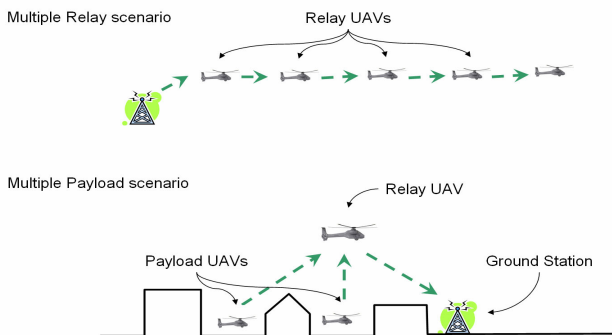 Multiple Relay scenario
Relay UAVs
Multiple Payload scenario
Relay UAV
Payload UAVs
Ground Station